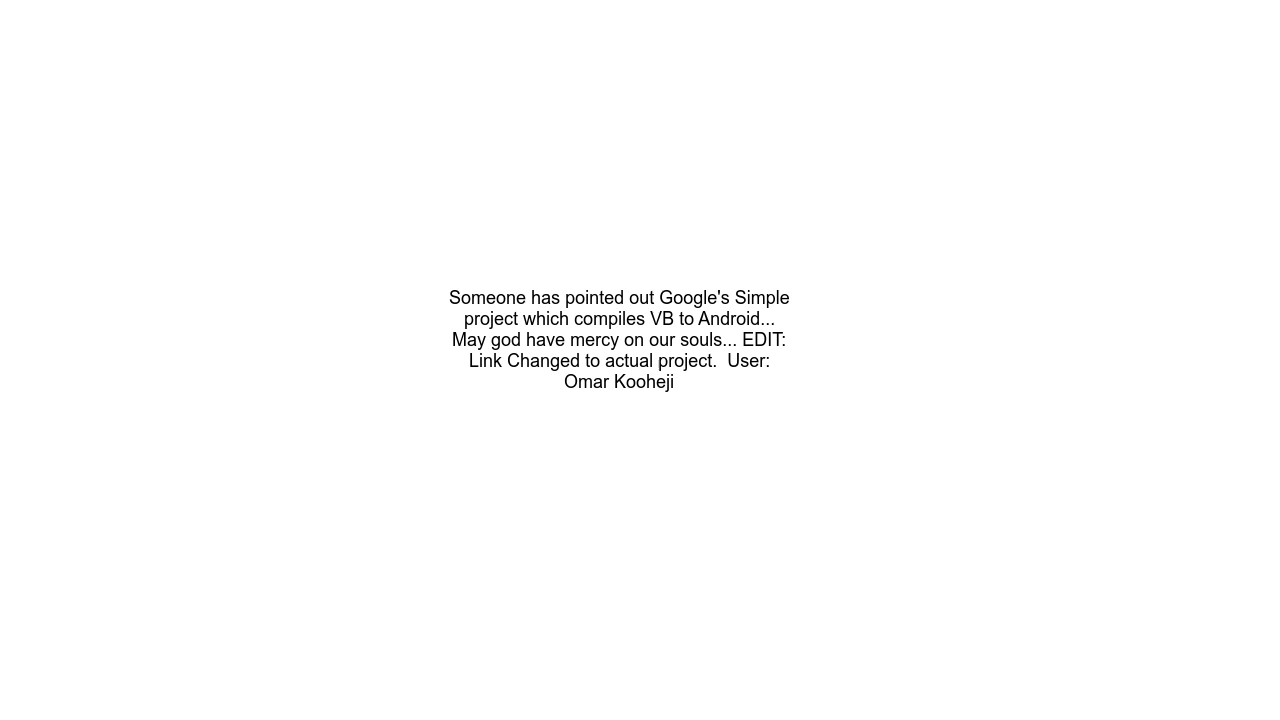 Someone has pointed out Google's Simple
project which compiles VB to Android...
May god have mercy on our souls... EDIT:
Link Changed to actual project.  User:
Omar Kooheji